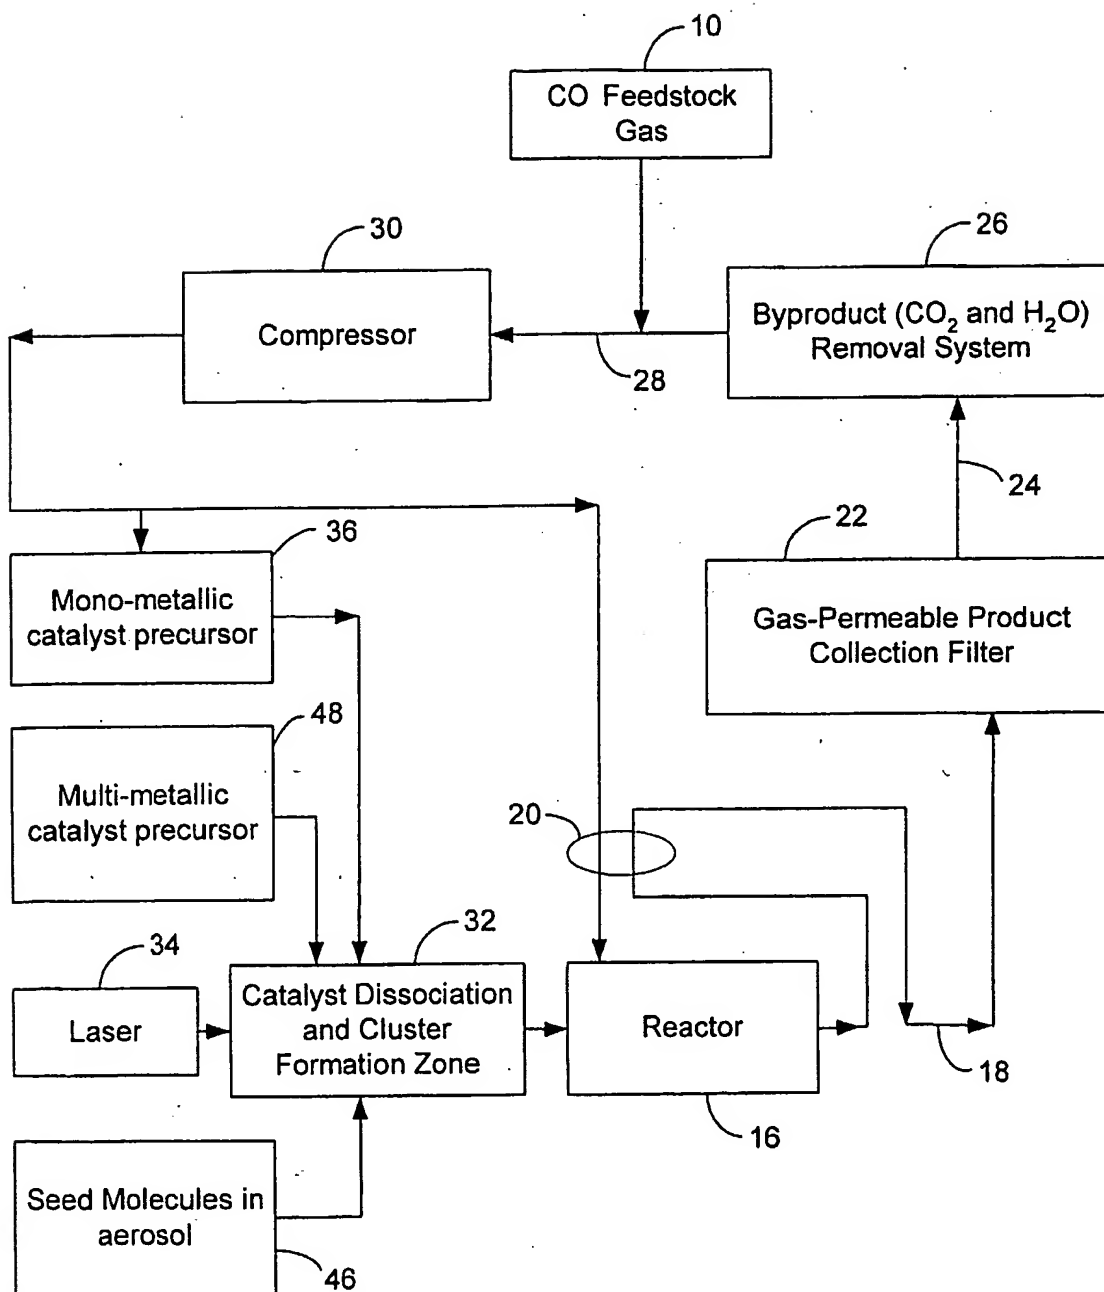 10
CO Feedstock
Gas
30
26
Compressor
Byproduct (CO₂ and H₂O)
Removal System
28
24
36
22
Mono-metallic
catalyst precursor
Gas-Permeable Product
Collection Filter
48
Multi-metallic
catalyst precursor
20
34
32
Laser
Catalyst Dissociation
and Cluster
Formation Zone
Reactor
18
16
Seed Molecules in
aerosol
46